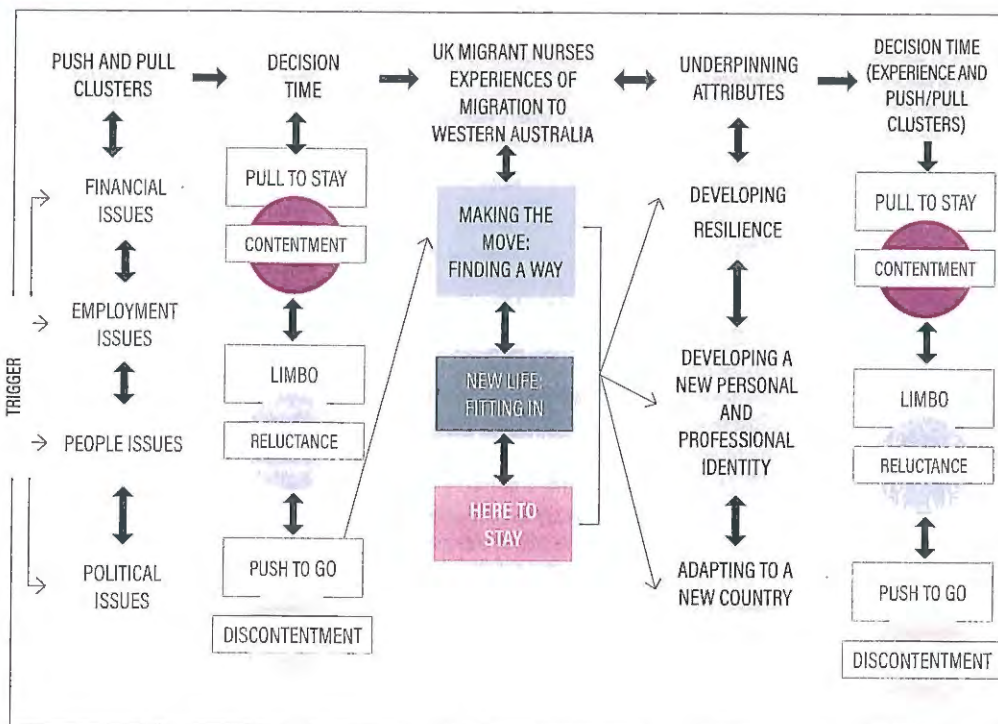 TRIGGER
PUSH AND PULL
CLUSTERS
FINANCIAL
ISSUES
EMPLOYMENT
ISSUES
PEOPLE ISSUES
POLITICAL
ISSUES
DECISION
TIME
PULL TO STAY
CONTENTMENT
LIMBO
RELUCTANCE
PUSH TO GO
DISCONTENTMENT
UK MIGRANT NURSES
EXPERIENCES OF
MIGRATION TO
WESTERN AUSTRALIA
MAKING THE
MOVE:
FINDING A WAY
NEW LIFE:
FITTING IN
HERE TO
STAY
UNDERPINNING
ATTRIBUTES
DEVELOPING
RESILIENCE
DEVELOPING A
NEW PERSONAL
AND
PROFESSIONAL
IDENTITY
ADAPTING TO A
NEW COUNTRY
DECISION TIME
(EXPERIENCE AND
PUSH/PULL
CLUSTERS)
PULL TO STAY
CONTENTMENT
LIMBO
RELUCTANCE
PUSH TO GO
DISCONTENTMENT